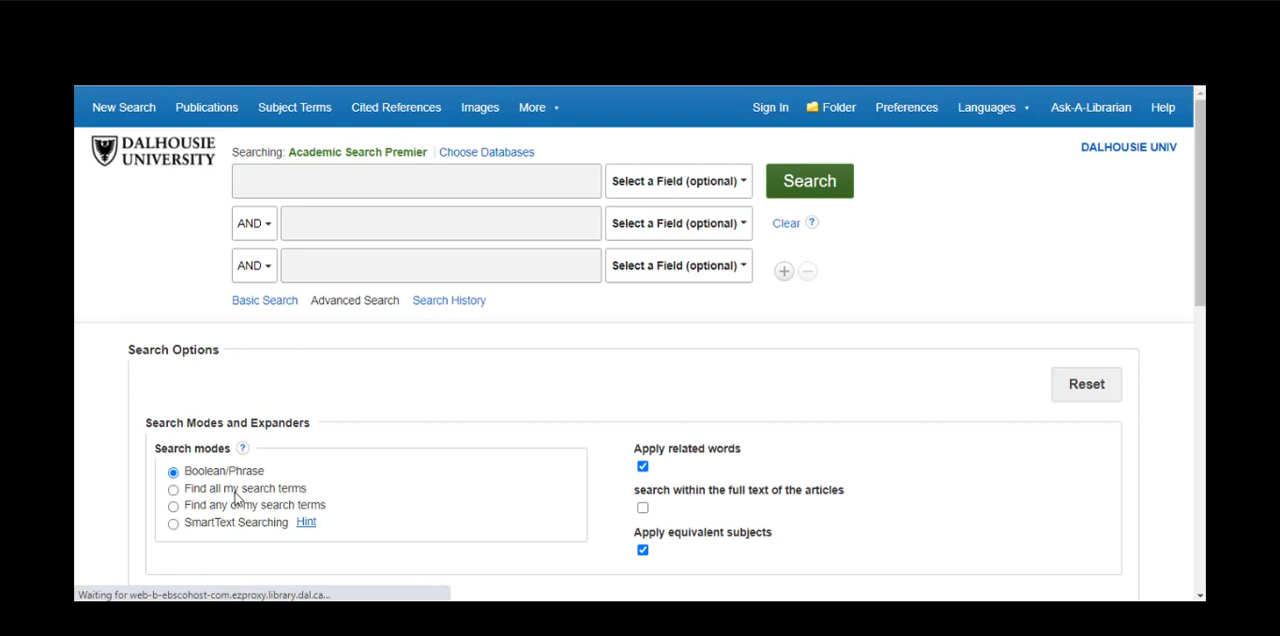 New Search Publications Subject Terms Cited References Images More Sign In Folder Preferences Languages Ask-A-Librarian Help
DALHOUSIE
UNIVERSITY
Searching: Academic Search Premier Choose Databases
DALHOUSIE UNIV
Select a Field (optional) Search
AND Select a Field (optional) Clear ?
AND Select a Field (optional) + −
Basic Search Advanced Search Search History
Search Options
Reset
Search Modes and Expanders
Search modes ?
Boolean/Phrase
Find all my search terms
Find any of my search terms
SmartText Searching Hint
Apply related words
search within the full text of the articles
Apply equivalent subjects
Waiting for web-b-ebscohost-com.ezproxy.library.dal.ca...